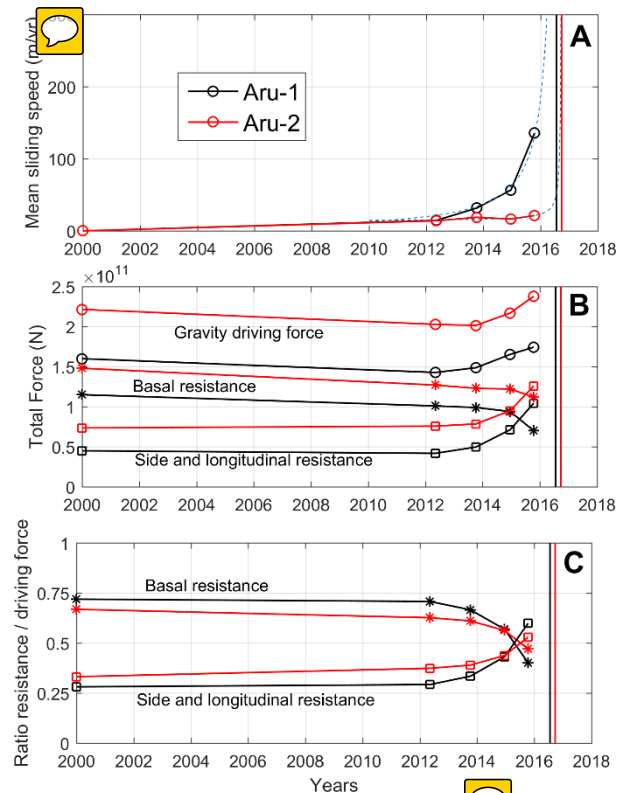 A
Mean sliding speed (m/yr)
200
100
0
Aru-1
Aru-2
2000 2002 2004 2006 2008 2010 2012 2014 2016 2018
×10¹¹
B
Total Force (N)
2.5
2
1.5
1
0.5
0
Gravity driving force
Basal resistance
Side and longitudinal resistance
2000 2002 2004 2006 2008 2010 2012 2014 2016 2018
C
Ratio resistance / driving force
1
0.75
0.5
0.25
0
Basal resistance
Side and longitudinal resistance
2000 2002 2004 2006 2008 2010 2012 2014 2016 2018
Years